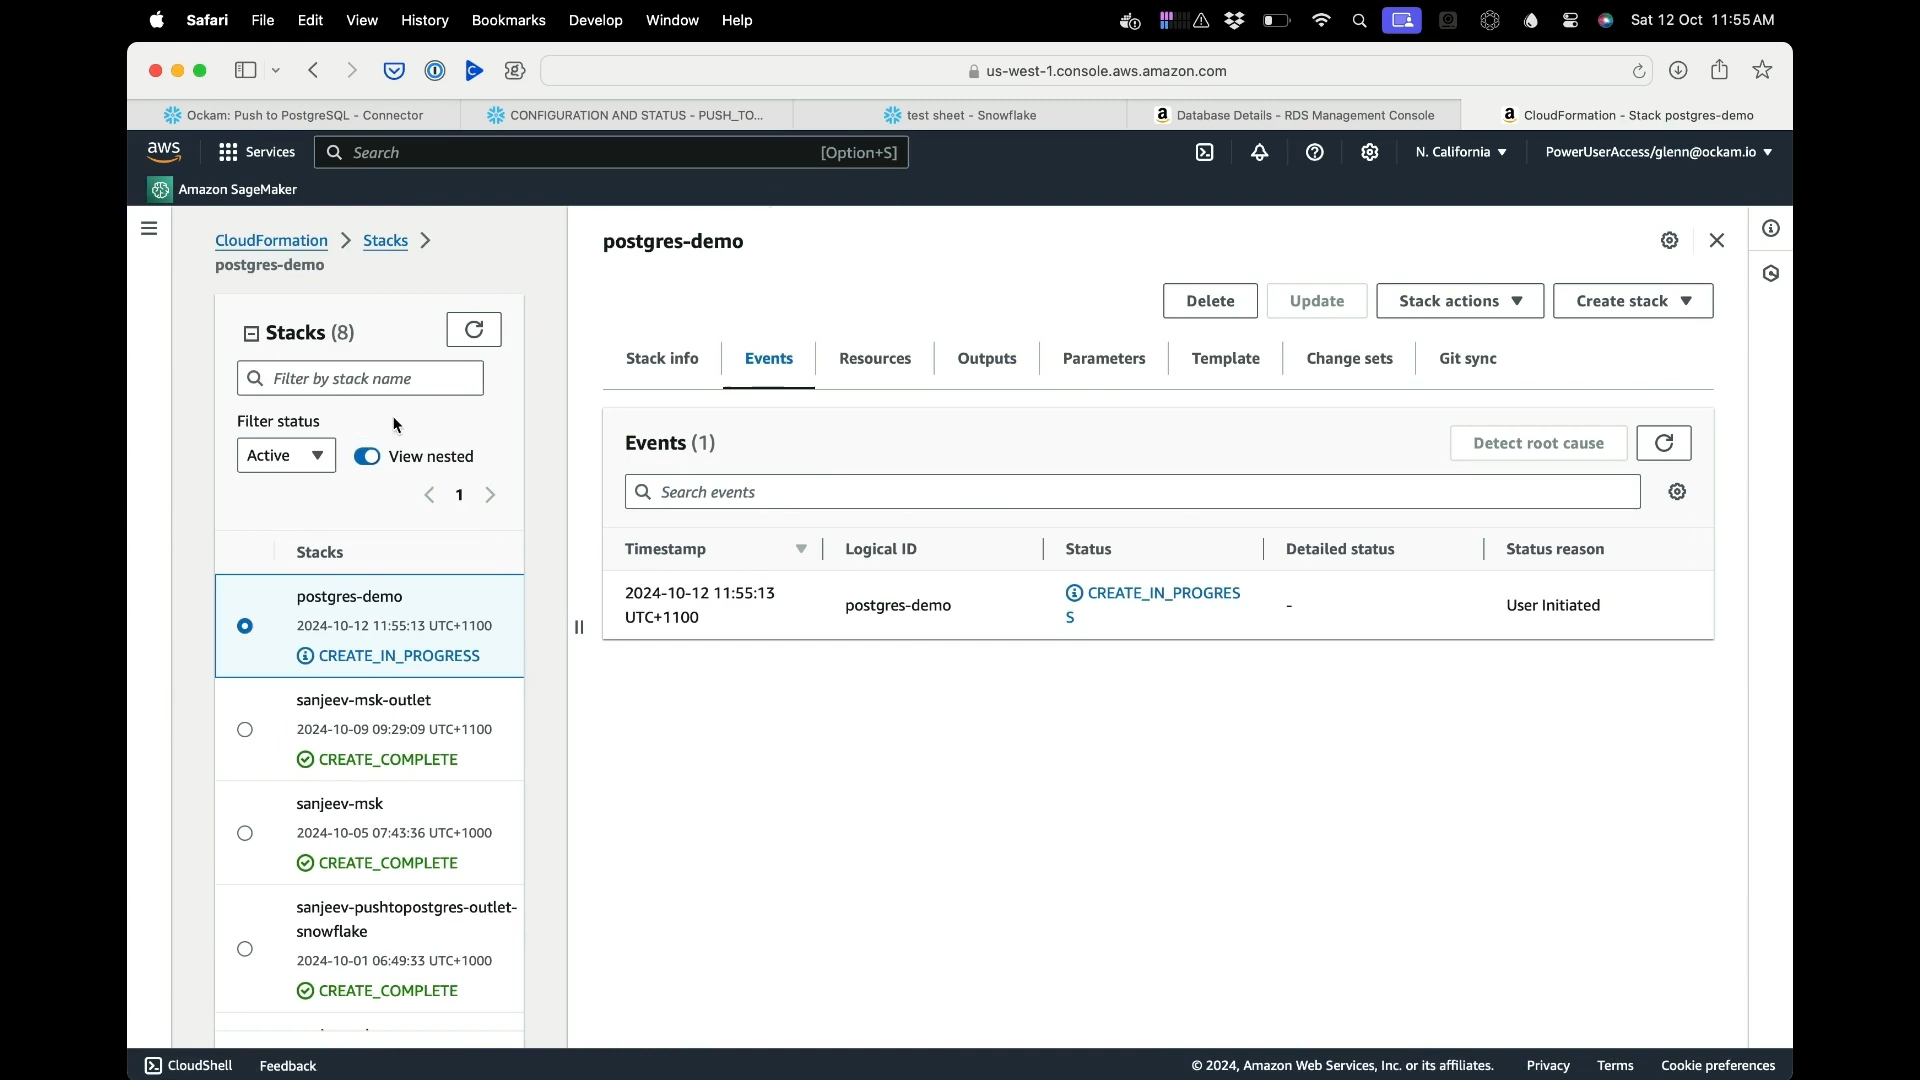 Safari File Edit View History Bookmarks Develop Window Help Sat 12 Oct 11:55 AM
us-west-1.console.aws.amazon.com
Ockam: Push to PostgreSQL - Connector
CONFIGURATION AND STATUS - PUSH_TO...
test sheet - Snowflake
Database Details - RDS Management Console
CloudFormation - Stack postgres-demo
aws Services Search [Option+S] N. California PowerUserAccess/glenn@ockam.io
Amazon SageMaker
CloudFormation Stacks
postgres-demo
Stacks (8)
Filter by stack name
Filter status
Active View nested
1
Stacks
postgres-demo
2024-10-12 11:55:13 UTC+1100
CREATE_IN_PROGRESS
sanjeev-msk-outlet
2024-10-09 09:29:09 UTC+1100
CREATE_COMPLETE
sanjeev-msk
2024-10-05 07:43:36 UTC+1000
CREATE_COMPLETE
sanjeev-pushtopostgres-outlet-
snowflake
2024-10-01 06:49:33 UTC+1000
CREATE_COMPLETE
postgres-demo
Delete Update Stack actions Create stack
Stack info Events Resources Outputs Parameters Template Change sets Git sync
Events (1)
Detect root cause
Search events
Timestamp Logical ID Status Detailed status Status reason
2024-10-12 11:55:13
UTC+1100
postgres-demo
CREATE_IN_PROGRES
S
-
User Initiated
CloudShell Feedback © 2024, Amazon Web Services, Inc. or its affiliates. Privacy Terms Cookie preferences